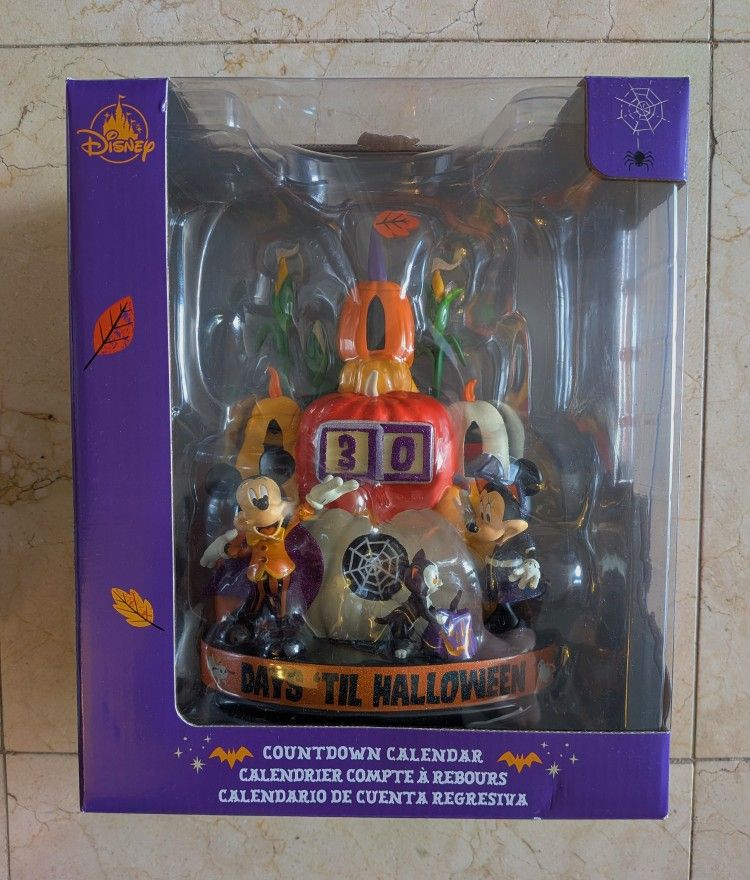 Disney
30
DAYS 'TIL HALLOWEEN
COUNTDOWN CALENDAR
CALENDRIER COMPTE À REBOURS
CALENDARIO DE CUENTA REGRESIVA